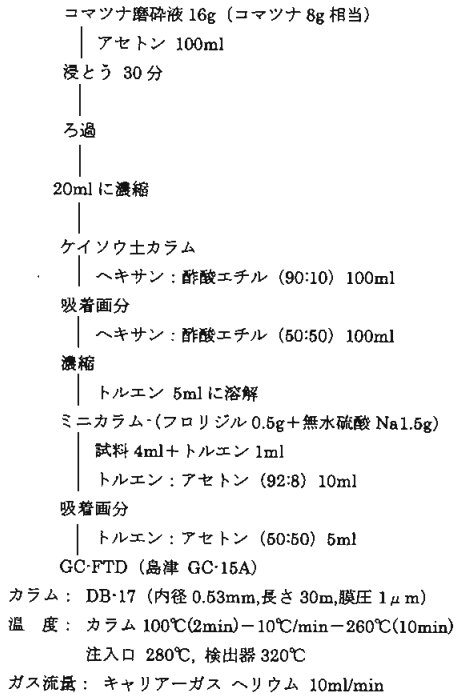 コマツナ磨砕液 16g (コマツナ 8g 相当)
アセトン 100ml
浸とう 30 分
ろ過
20ml に濃縮
ケイソウ土カラム
ヘキサン：酢酸エチル (90:10) 100ml
吸着画分
ヘキサン：酢酸エチル (50:50) 100ml
濃縮
トルエン 5ml に溶解
ミニカラム-(フロリジル 0.5g＋無水硫酸 Na1.5g)
試料 4ml＋トルエン 1ml
トルエン：アセトン (92:8) 10ml
吸着画分
トルエン：アセトン (50:50) 5ml
GC-FTD (島津 GC-15A)
カラム： DB-17 (内径 0.53mm,長さ 30m,膜圧 1μm)
温 度： カラム 100℃(2min)－10℃/min－260℃(10min)
注入口 280℃, 検出器 320℃
ガス流量： キャリアーガス ヘリウム 10ml/min